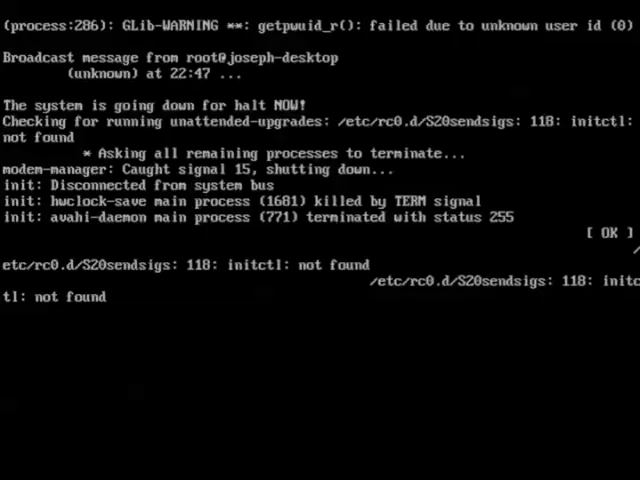 (process:286): GLib-WARNING **: getpwuid_r(): failed due to unknown user id (0)
Broadcast message from root@joseph-desktop
(unknown) at 22:47 ...
The system is going down for halt NOW!
Checking for running unattended-upgrades: /etc/rc0.d/S20sendsigs: 118: initctl:
not found
* Asking all remaining processes to terminate...
modem-manager: Caught signal 15, shutting down...
init: Disconnected from system bus
init: hwclock-save main process (1681) killed by TERM signal
init: avahi-daemon main process (771) terminated with status 255
[ OK ]
/
etc/rc0.d/S20sendsigs: 118: initctl: not found
/etc/rc0.d/S20sendsigs: 118: initc
tl: not found